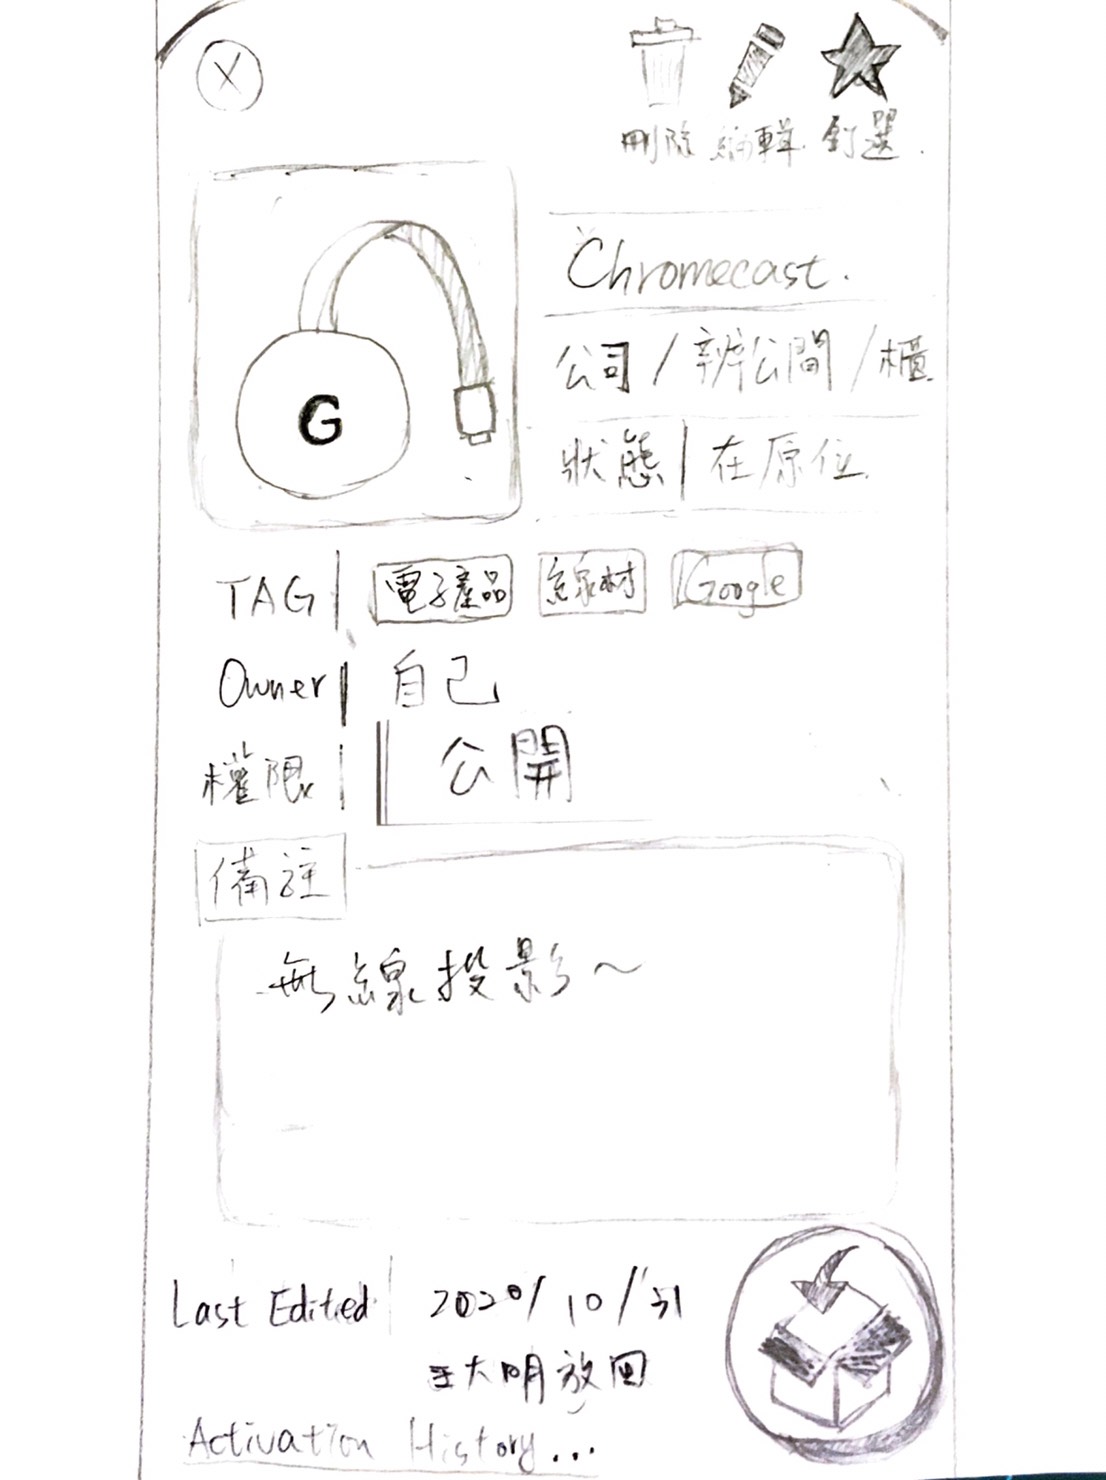 X
刪除 編輯 釘選
G
Chromecast.
公司/辦公間/櫃
狀態|在原位
TAG| 電子產品 線材 Google
Owner| 自己
權限| 公開
備註
無線投影~
Last Edited| 2020/10/31
王大明放回
Activation History...